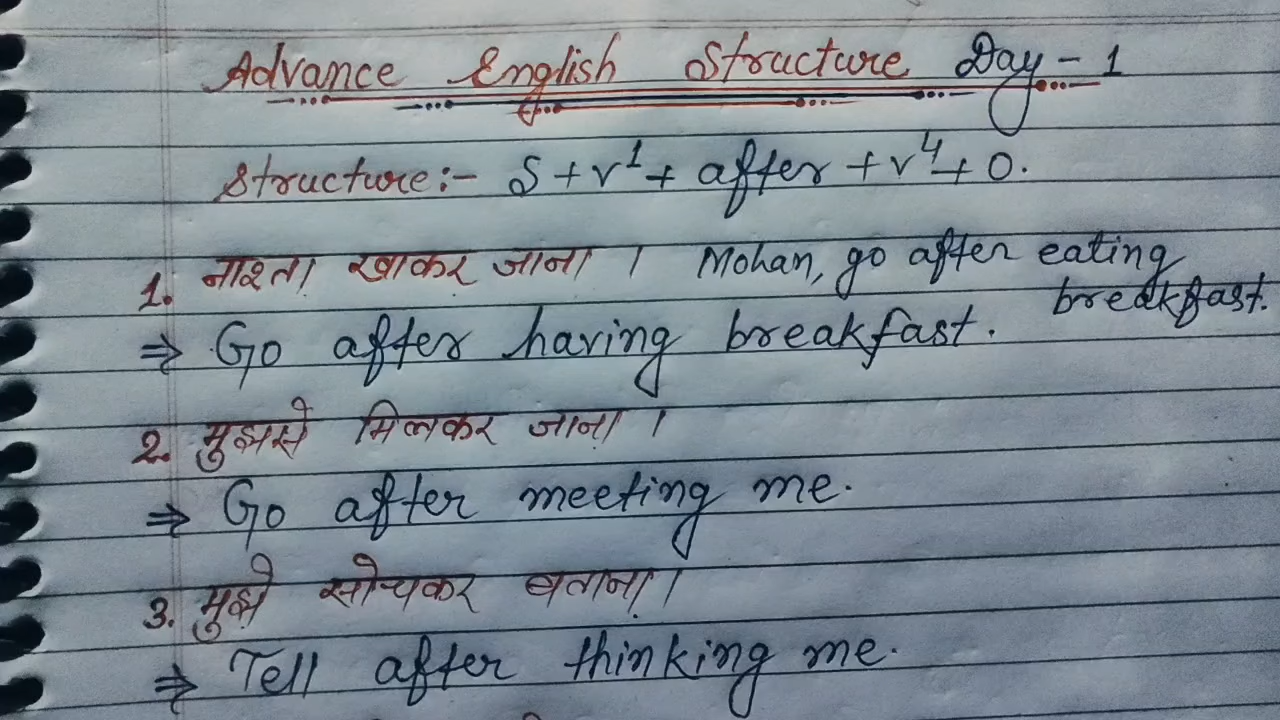 Advance English Structure Day - 1
Structure:- S + v¹ + after + v⁴ + O.
1. नाश्ता खाकर जाना । Mohan, go after eating
breakfast.
⇒ Go after having breakfast.
2. मुझसे मिलकर जाना ।
⇒ Go after meeting me.
3. मुझे सोचकर बताना ।
⇒ Tell after thinking me.